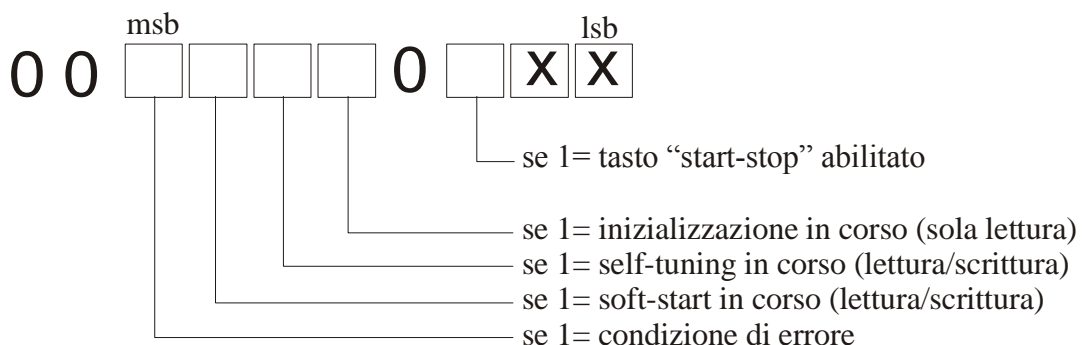 msb lsb
0 0 0 X X
se 1= tasto “start-stop” abilitato
se 1= inizializzazione in corso (sola lettura)
se 1= self-tuning in corso (lettura/scrittura)
se 1= soft-start in corso (lettura/scrittura)
se 1= condizione di errore